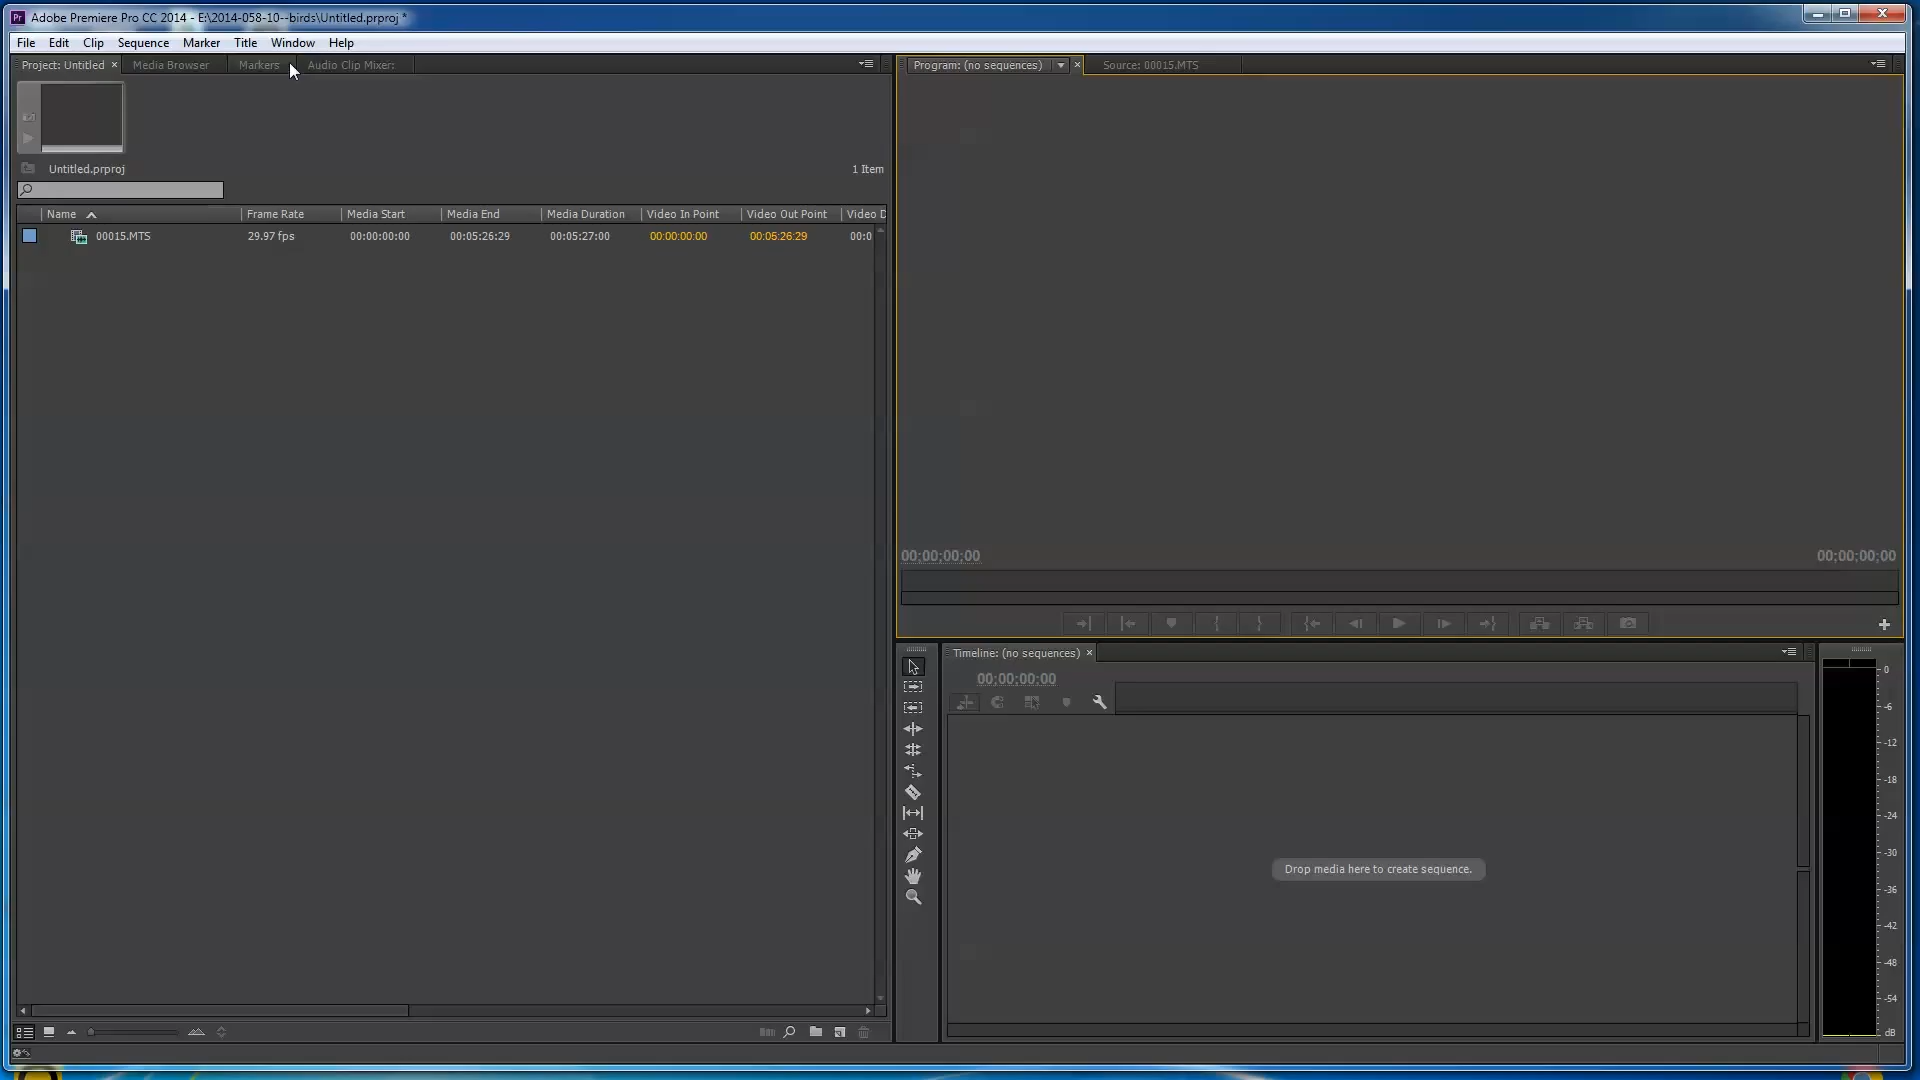 Adobe Premiere Pro CC 2014 - E:\2014-058-10--birds\Untitled.prproj *
File Edit Clip Sequence Marker Title Window Help
Project: Untitled × Media Browser Markers Audio Clip Mixer:
Program: (no sequences) × Source: 00015.MTS
Untitled.prproj 1 Item
Name Frame Rate Media Start Media End Media Duration Video In Point Video Out Point Video D
00015.MTS 29.97 fps 00:00:00:00 00:05:26:29 00:05:27:00 00:00:00:00 00:05:26:29 00:0
00;00;00;00 00;00;00;00
Timeline: (no sequences) ×
00;00;00;00
Drop media here to create sequence.
0
-6
-12
-18
-24
-30
-36
-42
-48
-54
dB